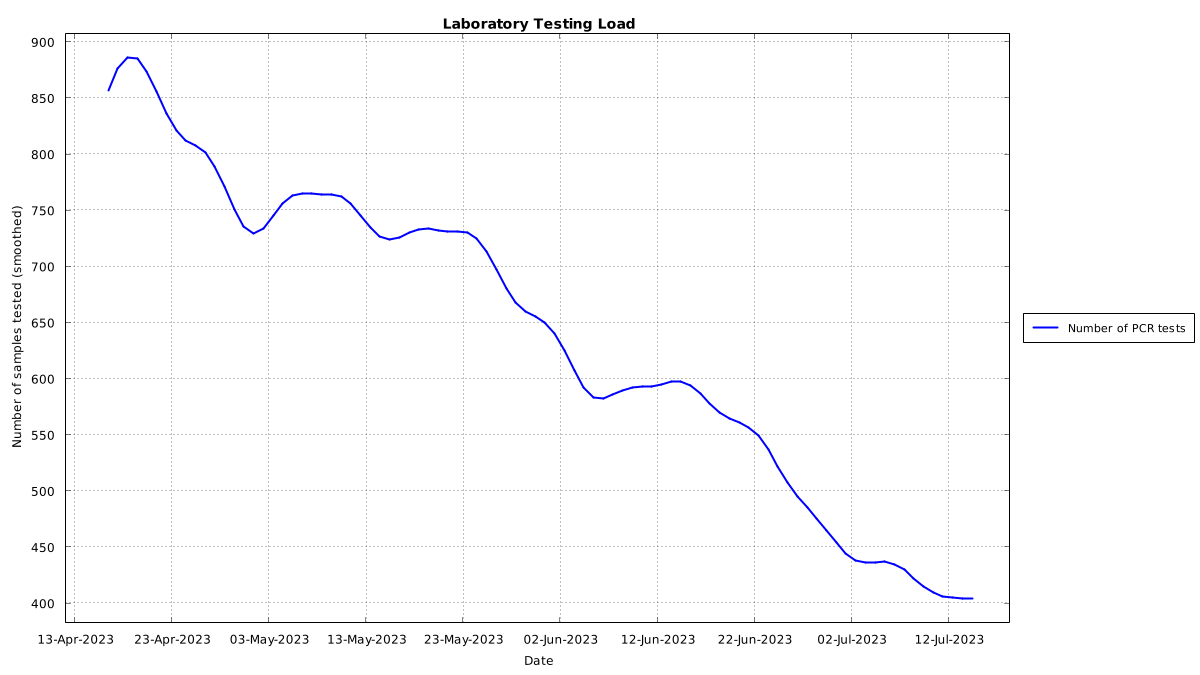 Laboratory Testing Load
900
850
800
750
700
650
600
550
500
450
400
Number of samples tested (smoothed)
13-Apr-2023 23-Apr-2023 03-May-2023 13-May-2023 23-May-2023 02-Jun-2023 12-Jun-2023 22-Jun-2023 02-Jul-2023 12-Jul-2023
Date
Number of PCR tests